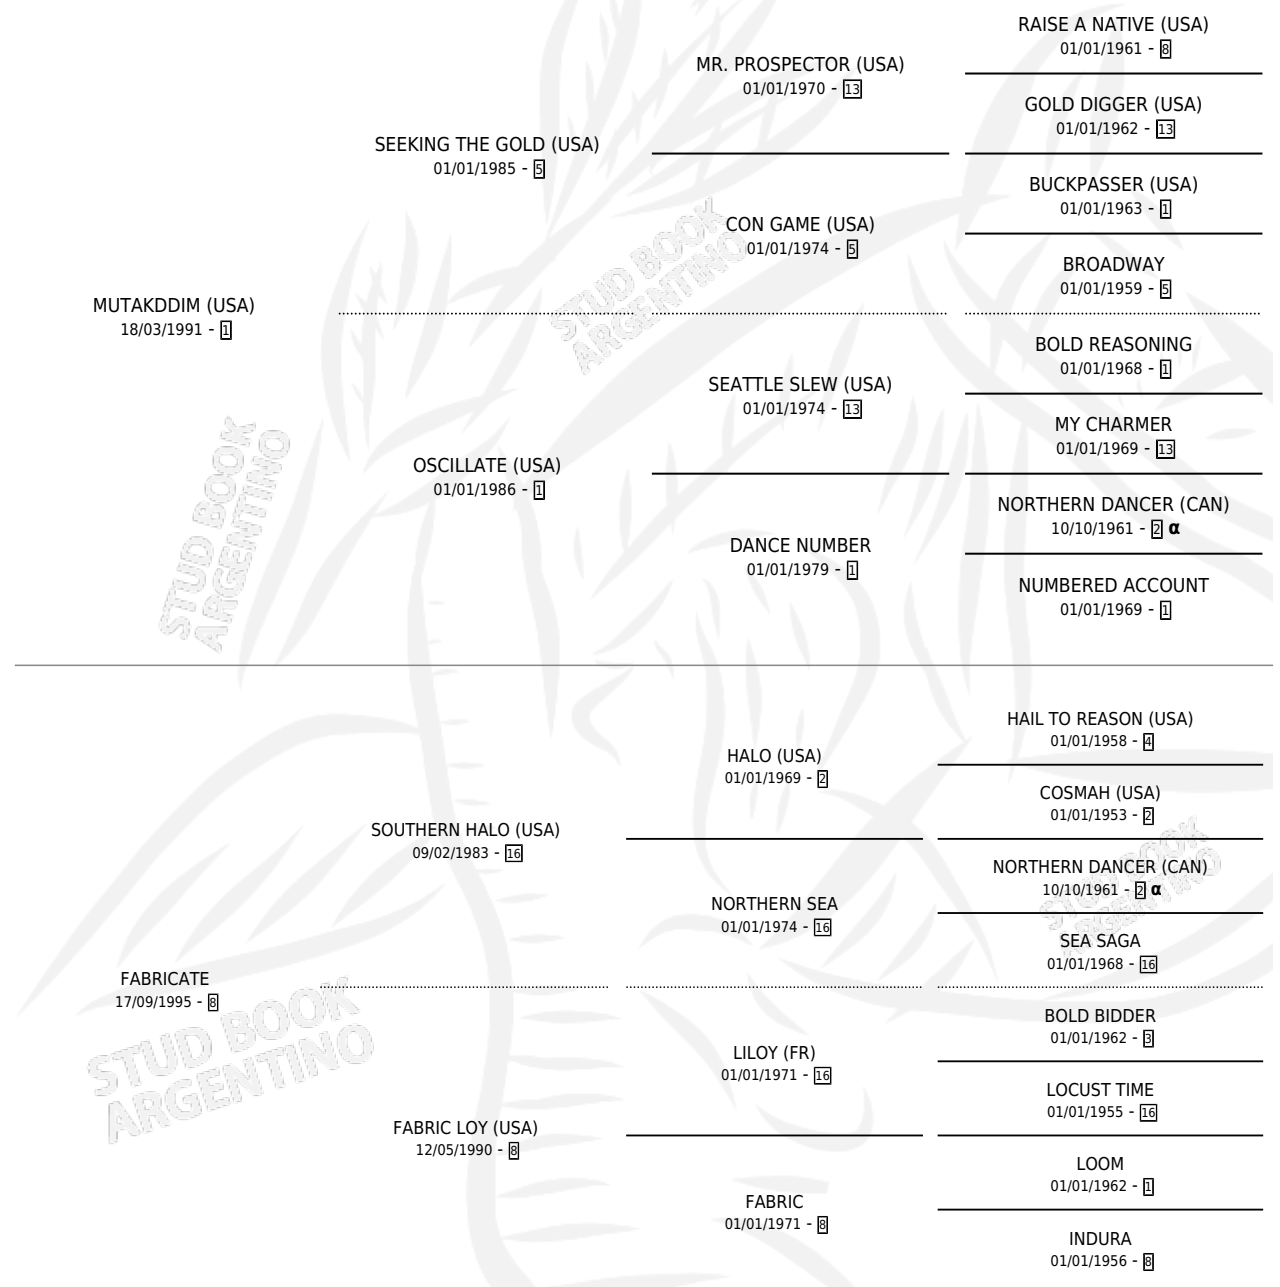 RAISE A NATIVE (USA)
01/01/1961 - 8
MR. PROSPECTOR (USA)
01/01/1970 - 13
GOLD DIGGER (USA)
01/01/1962 - 13
SEEKING THE GOLD (USA)
01/01/1985 - 5
BUCKPASSER (USA)
01/01/1963 - 1
CON GAME (USA)
01/01/1974 - 5
BROADWAY
01/01/1959 - 5
MUTAKDDIM (USA)
18/03/1991 - 1
BOLD REASONING
01/01/1968 - 1
SEATTLE SLEW (USA)
01/01/1974 - 13
MY CHARMER
01/01/1969 - 13
OSCILLATE (USA)
01/01/1986 - 1
NORTHERN DANCER (CAN)
10/10/1961 - 2 α
DANCE NUMBER
01/01/1979 - 1
NUMBERED ACCOUNT
01/01/1969 - 1
HAIL TO REASON (USA)
01/01/1958 - 4
HALO (USA)
01/01/1969 - 2
COSMAH (USA)
01/01/1953 - 2
SOUTHERN HALO (USA)
09/02/1983 - 16
NORTHERN DANCER (CAN)
10/10/1961 - 2 α
NORTHERN SEA
01/01/1974 - 16
SEA SAGA
01/01/1968 - 16
FABRICATE
17/09/1995 - 8
BOLD BIDDER
01/01/1962 - 3
LILOY (FR)
01/01/1971 - 16
LOCUST TIME
01/01/1955 - 16
FABRIC LOY (USA)
12/05/1990 - 8
LOOM
01/01/1962 - 1
FABRIC
01/01/1971 - 8
INDURA
01/01/1956 - 8
STUD BOOK
ARGENTINO
STUD BOOK
ARGENTINO
STUD BOOK
ARGENTINO
STUD BOOK
ARGENTINO